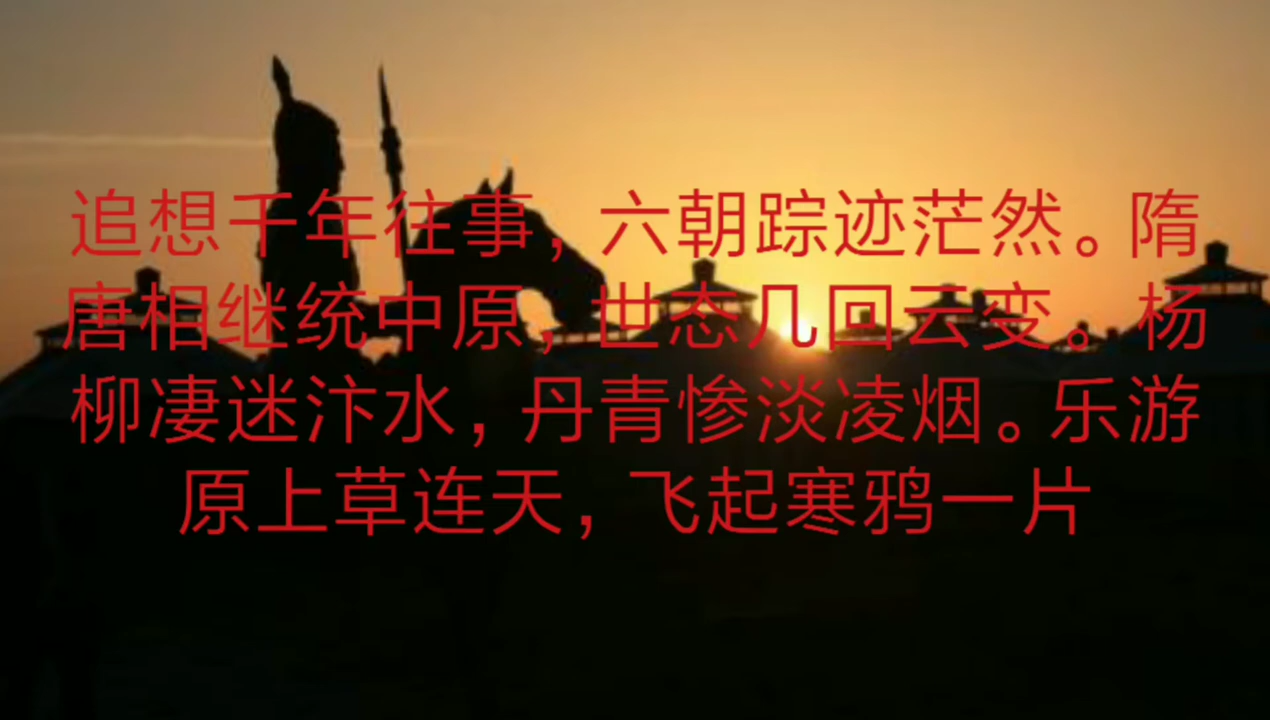 追想千年往事，六朝踪迹茫然。隋
唐相继统中原，世态几回云变。杨
柳凄迷汴水，丹青惨淡凌烟。乐游
原上草连天，飞起寒鸦一片